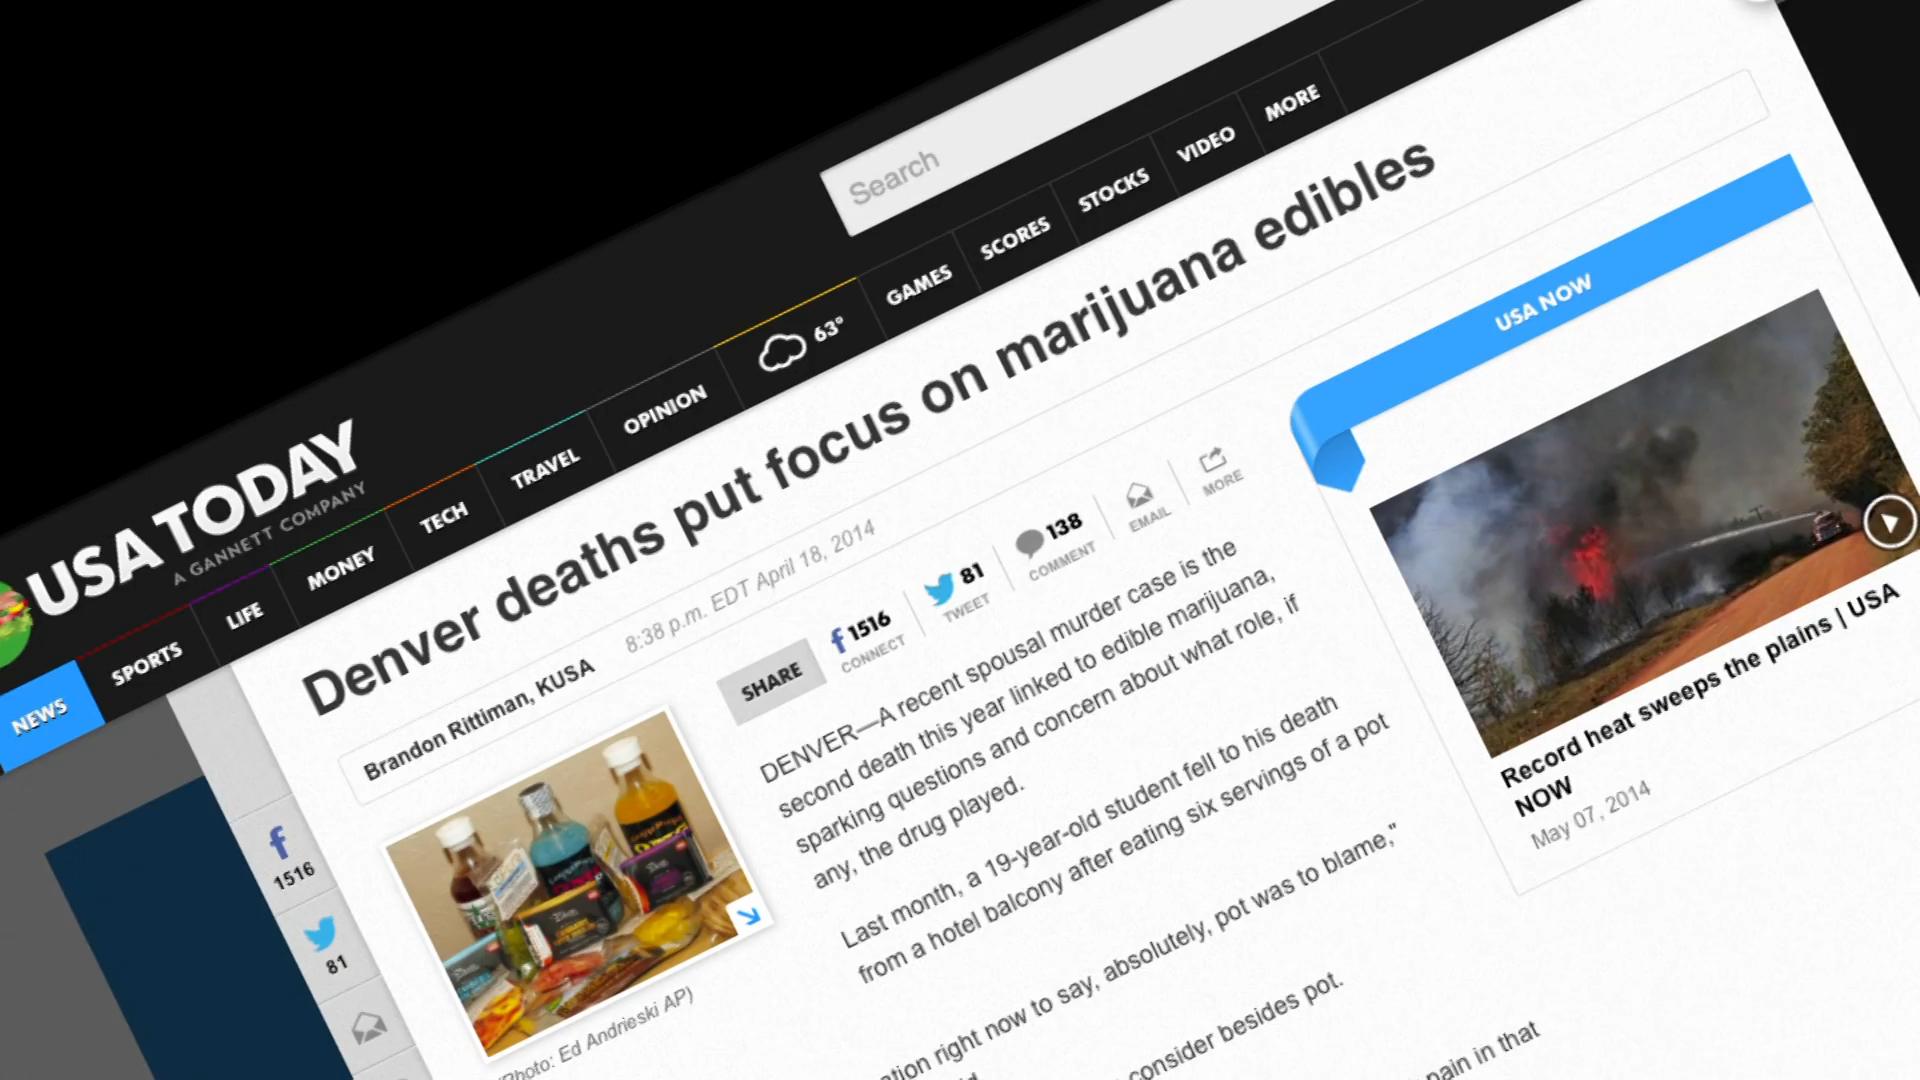 Search
USA TODAY
A GANNETT COMPANY
NEWS
SPORTS
LIFE
MONEY
TECH
TRAVEL
OPINION
63°
GAMES
SCORES
STOCKS
VIDEO
MORE
Denver deaths put focus on marijuana edibles
Brandon Rittiman, KUSA
8:38 p.m. EDT April 18, 2014
SHARE
1516
CONNECT
81
TWEET
138
COMMENT
EMAIL
MORE
1516
81
(Photo: Ed Andrieski AP)
DENVER—A recent spousal murder case is the
second death this year linked to edible marijuana,
sparking questions and concern about what role, if
any, the drug played.
Last month, a 19-year-old student fell to his death
from a hotel balcony after eating six servings of a pot
right now to say, absolutely, pot was to blame,"
consider besides pot.
pain in that
USA NOW
Record heat sweeps the plains | USA
NOW
May 07, 2014